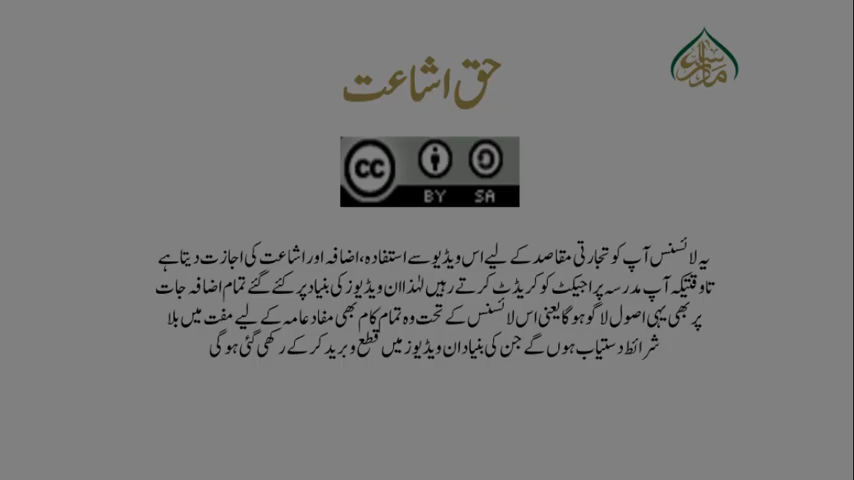 حق اشاعت
مدرسہ
cc BY SA
یہ لائسنس آپ کو تجارتی مقاصد کے لیے اس ویڈیو سے استفادہ، اضافہ اور اشاعت کی اجازت دیتا ہے
تاوقتیکہ آپ مدرسہ پراجیکٹ کو کریڈٹ کرتے رہیں لہٰذا ان ویڈیوز کی بنیاد پر کئے گئے تمام اضافہ جات
پر بھی یہی اصول لاگو ہوگا یعنی اس لائسنس کے تحت وہ تمام کام بھی مفاد عامہ کے لیے مفت میں بلا
شرائط دستیاب ہوں گے جن کی بنیاد ان ویڈیوز میں قطع و برید کر کے رکھی گئی ہوگی